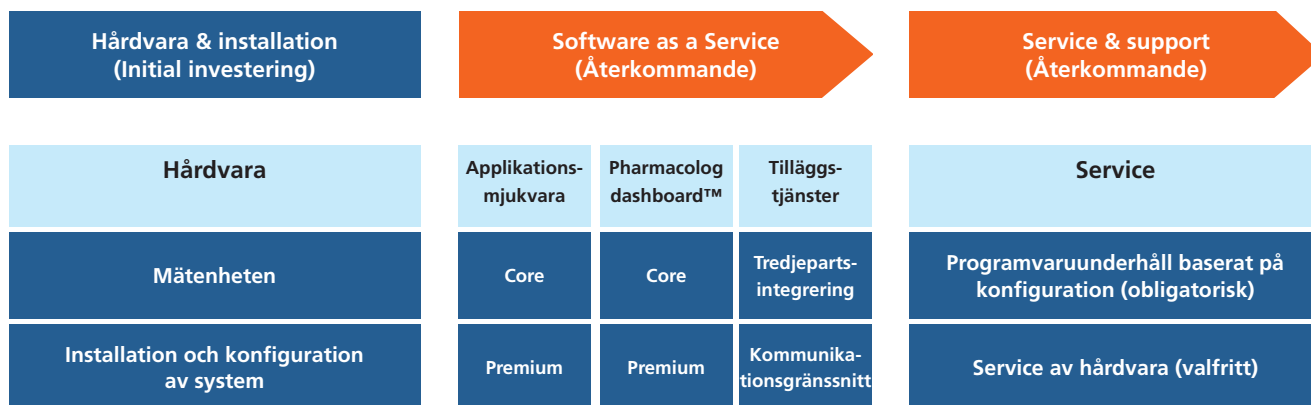 Hårdvara & installation
(Initial investering)
Software as a Service
(Återkommande)
Service & support
(Återkommande)
Hårdvara
Applikations-
mjukvara
Pharmacolog
dashboard™
Tilläggs-
tjänster
Service
Mätenheten
Core
Core
Tredjeparts-
integrering
Programvaruunderhåll baserat på
konfiguration (obligatorisk)
Installation och konfiguration
av system
Premium
Premium
Kommunika-
tionsgränssnitt
Service av hårdvara (valfritt)